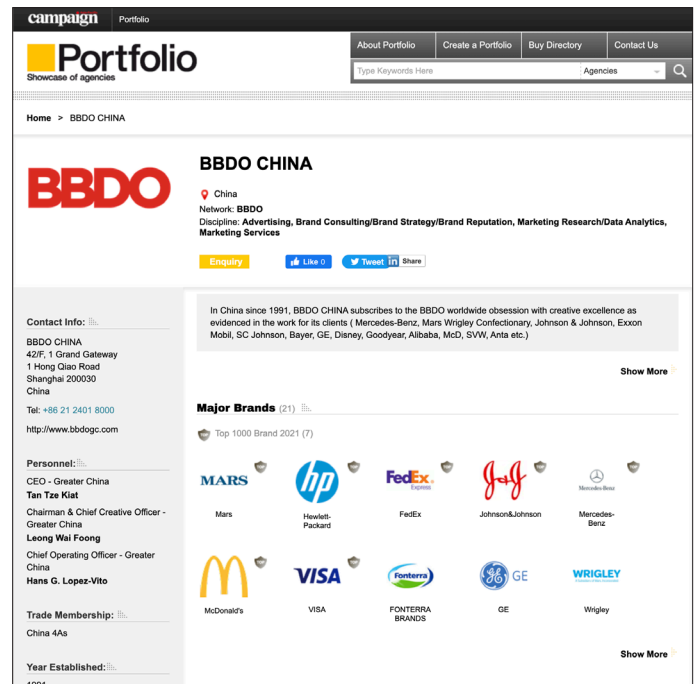 campaign Portfolio
Portfolio
Showcase of agencies
About Portfolio Create a Portfolio Buy Directory Contact Us
Type Keywords Here Agencies
Home > BBDO CHINA
BBDO
BBDO CHINA
China
Network: BBDO
Discipline: Advertising, Brand Consulting/Brand Strategy/Brand Reputation, Marketing Research/Data Analytics,
Marketing Services
Enquiry Like 0 Tweet in Share
In China since 1991, BBDO CHINA subscribes to the BBDO worldwide obsession with creative excellence as
evidenced in the work for its clients ( Mercedes-Benz, Mars Wrigley Confectionary, Johnson & Johnson, Exxon
Mobil, SC Johnson, Bayer, GE, Disney, Goodyear, Alibaba, McD, SVW, Anta etc.)
Show More
Contact Info:
BBDO CHINA
42/F, 1 Grand Gateway
1 Hong Qiao Road
Shanghai 200030
China
Tel: +86 21 2401 8000
http://www.bbdogc.com
Personnel:
CEO - Greater China
Tan Tze Kiat
Chairman & Chief Creative Officer -
Greater China
Leong Wai Foong
Chief Operating Officer - Greater
China
Hans G. Lopez-Vito
Trade Membership:
China 4As
Year Established:
1991
Major Brands (21)
Top 1000 Brand 2021 (7)
MARS hp FedEx Express J&J Mercedes-Benz
Mars Hewlett-Packard FedEx Johnson&Johnson Mercedes-Benz
VISA Fonterra GE WRIGLEY
McDonald's VISA FONTERRA BRANDS GE Wrigley
Show More